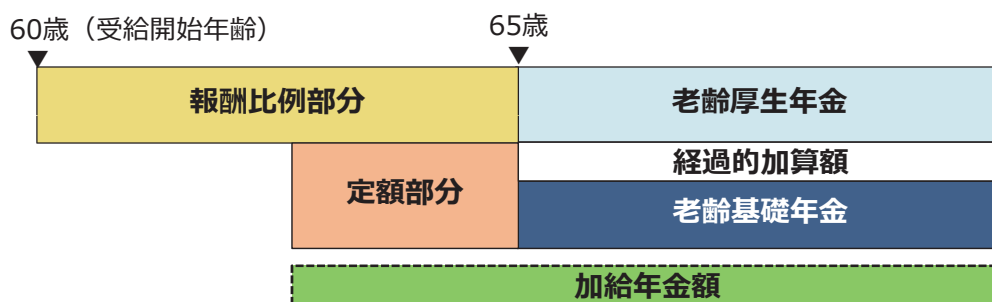 60歳（受給開始年齢）
65歳
報酬比例部分
老齢厚生年金
経過的加算額
定額部分
老齢基礎年金
加給年金額